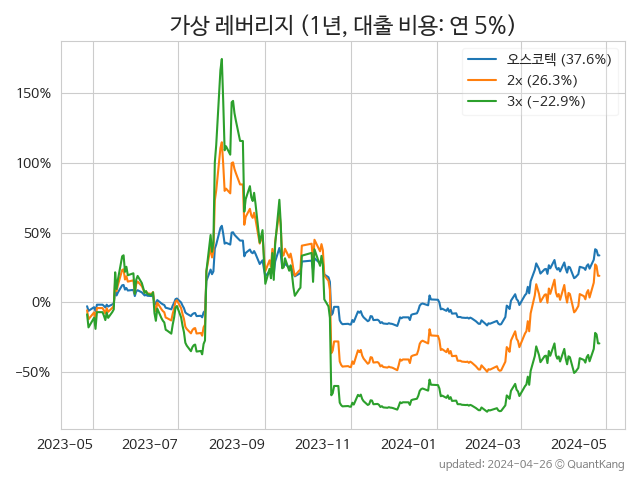 가상 레버리지 (1년, 대출 비용: 연 5%)
오스코텍 (37.6%)
2x (26.3%)
3x (−22.9%)
150%
100%
50%
0%
−50%
2023−05 2023−07 2023−09 2023−11 2024−01 2024−03 2024−05
updated: 2024-04-26 © QuantKang